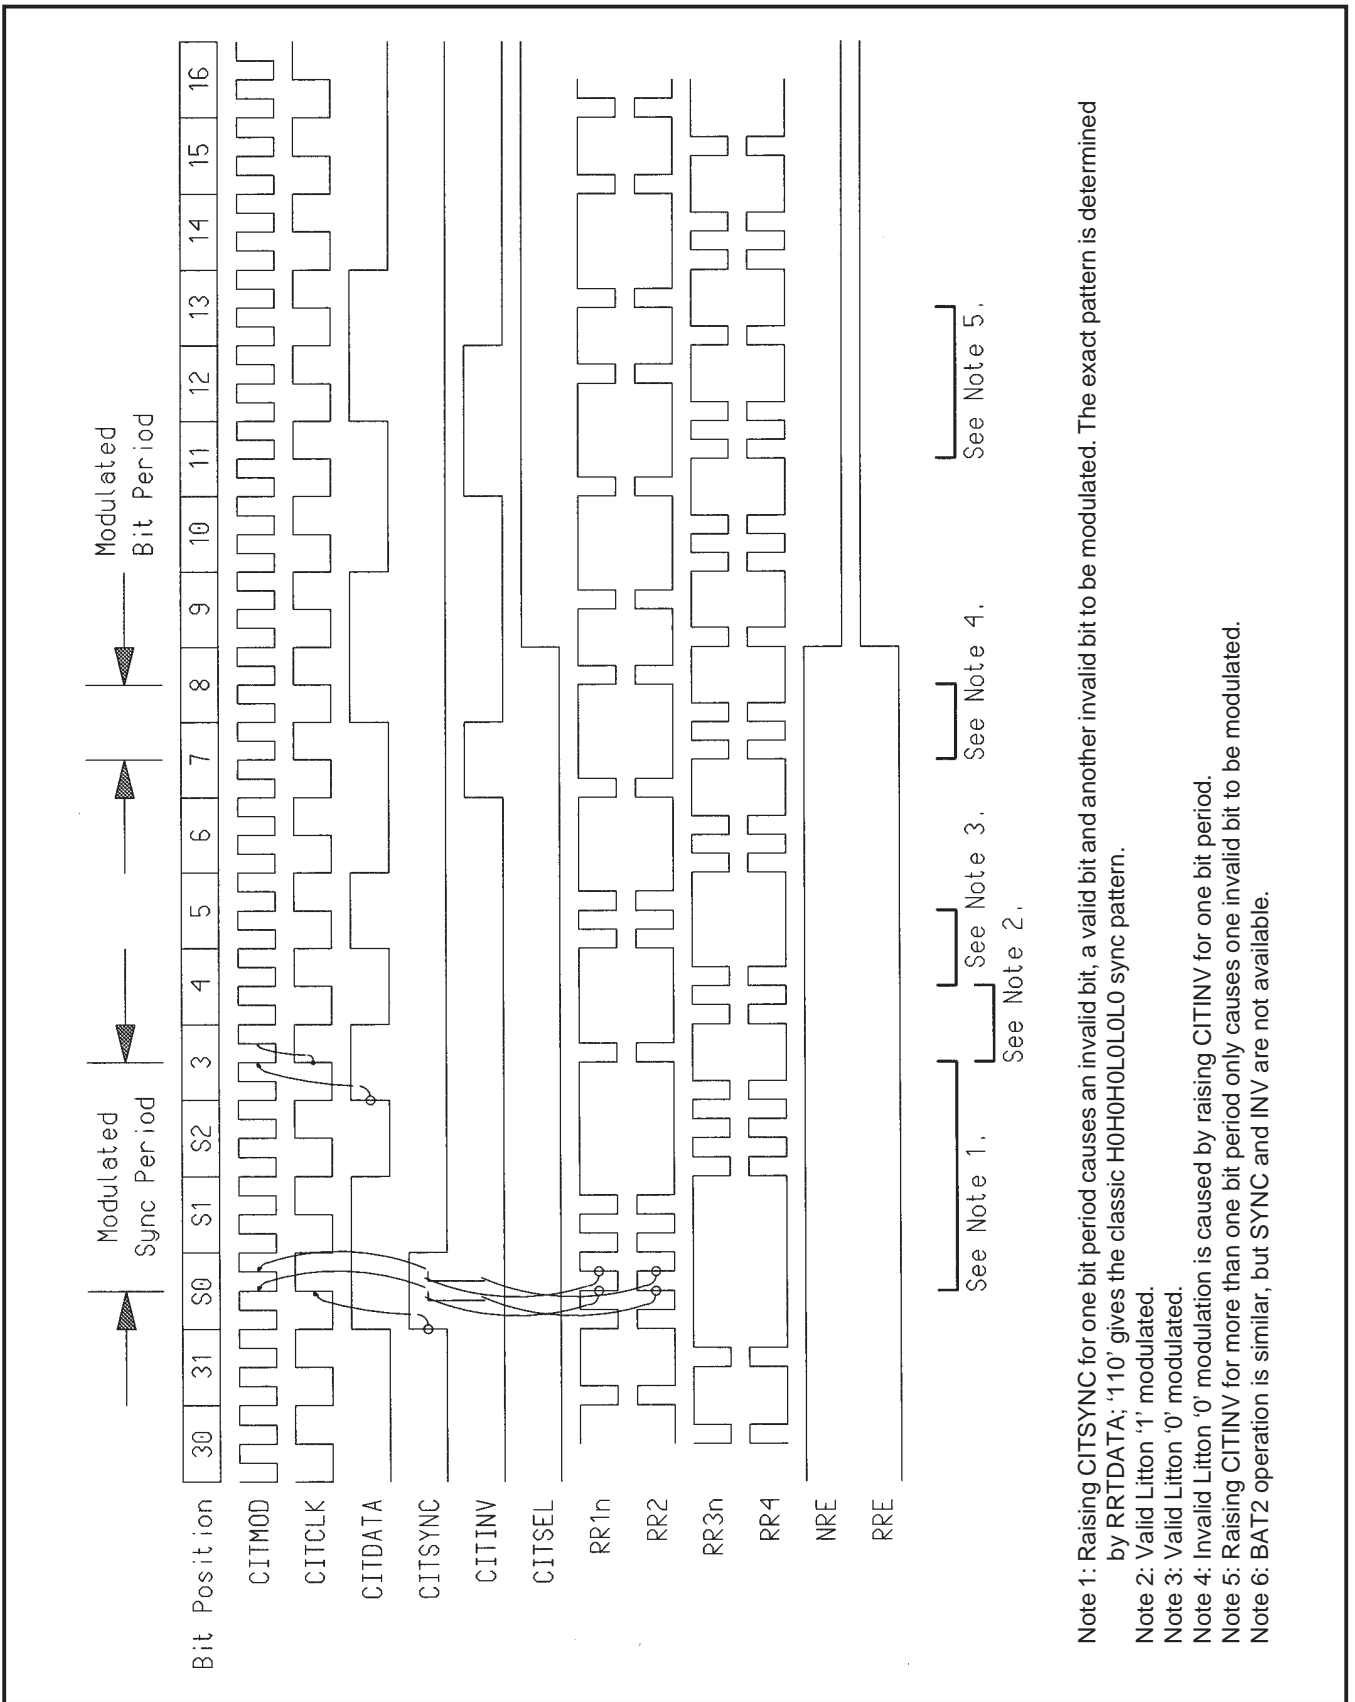 Modulated
Sync Period
Modulated
Bit Period
Bit Position 30 31 S0 S1 S2 3 4 5 6 7 8 9 10 11 12 13 14 15 16
CITMOD
CITCLK
CITDATA
CITSYNC
CITINV
CITSEL
RR1n
RR2
RR3n
RR4
NRE
RRE
See Note 1.
See Note 2.
See Note 3.
See Note 4.
See Note 5.
Note 1: Raising CITSYNC for one bit period causes an invalid bit, a valid bit and another invalid bit to be modulated. The exact pattern is determined
by RRTDATA; ‘110’ gives the classic H0H0H0L0L0L0 sync pattern.
Note 2: Valid Litton ‘1’ modulated.
Note 3: Valid Litton ‘0’ modulated.
Note 4: Invalid Litton ‘0’ modulation is caused by raising CITINV for one bit period.
Note 5: Raising CITINV for more than one bit period only causes one invalid bit to be modulated.
Note 6: BAT2 operation is similar, but SYNC and INV are not available.